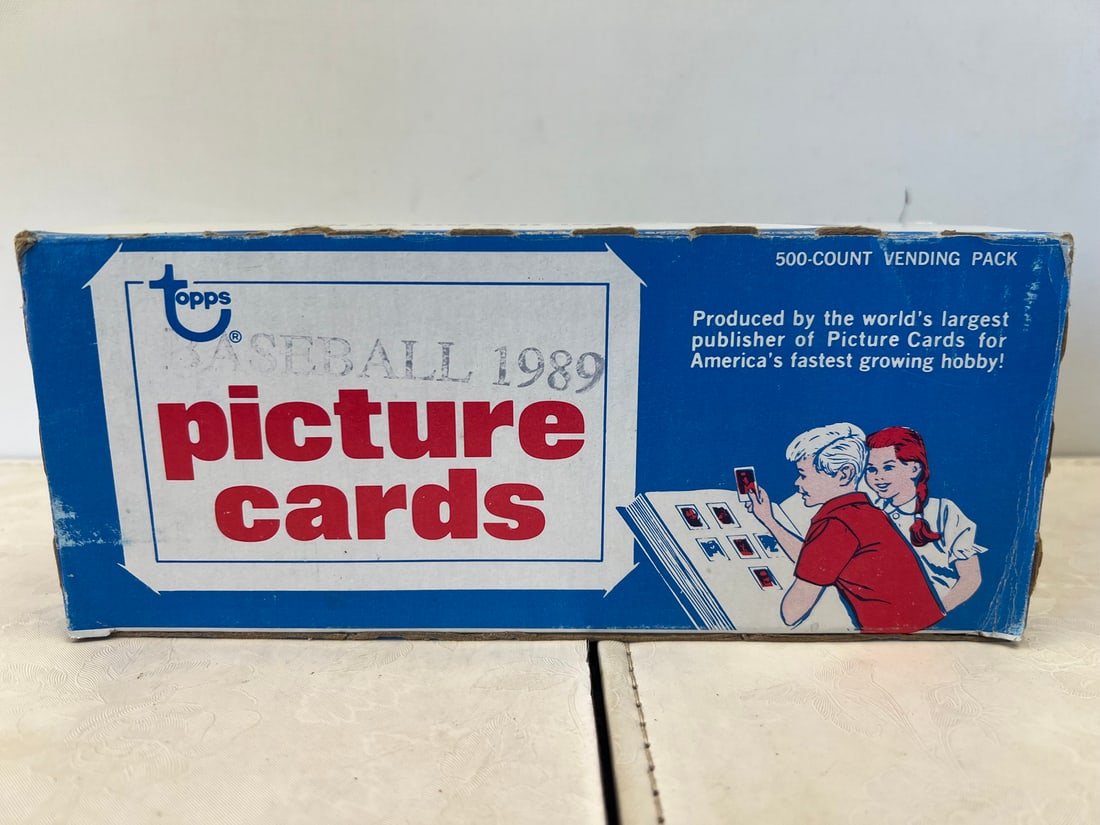 topps®
BASEBALL 1989
picture
cards
500-COUNT VENDING PACK
Produced by the world's largest
publisher of Picture Cards for
America's fastest growing hobby!